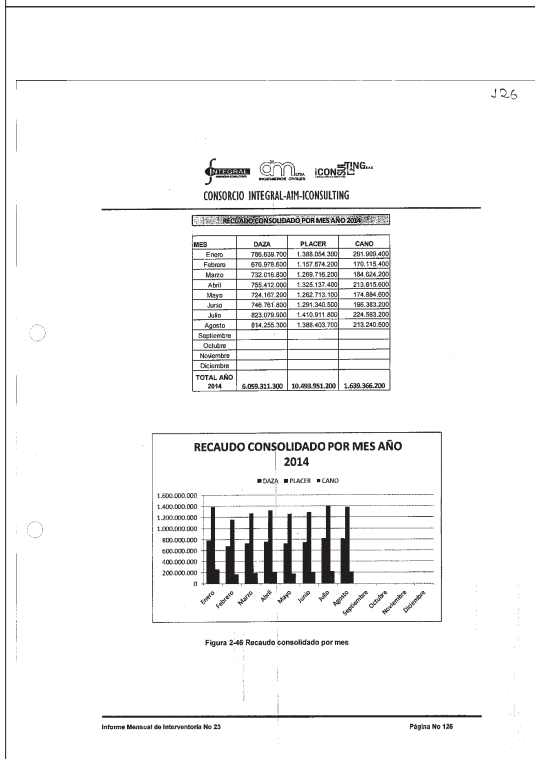 126
INTEGRAL
aim LTDA
INGENIEROS CIVILES
iCONSULTING S.A.S
CONSORCIO INTEGRAL-AIM-ICONSULTING
RECUADO CONSOLIDADO POR MES AÑO 2014
MES DAZA PLACER CANO
Enero 786.639.700 1.388.054.300 261.909.400
Febrero 676.978.600 1.157.674.200 170.115.400
Marzo 732.016.800 1.269.716.200 184.624.200
Abril 755.412.000 1.325.137.400 213.615.600
Mayo 724.167.200 1.262.713.100 174.884.600
Junio 746.761.800 1.291.340.500 196.383.200
Julio 823.079.900 1.410.911.800 224.593.200
Agosto 814.255.300 1.388.403.700 213.240.600
Septiembre
Octubre
Noviembre
Diciembre
TOTAL AÑO
2014 6.059.311.300 10.493.951.200 1.639.366.200
RECAUDO CONSOLIDADO POR MES AÑO
2014
DAZA PLACER CANO
1.600.000.000
1.400.000.000
1.200.000.000
1.000.000.000
800.000.000
600.000.000
400.000.000
200.000.000
0
Enero Febrero Marzo Abril Mayo Junio Julio Agosto Septiembre Octubre Noviembre Diciembre
Figura 2-46 Recaudo consolidado por mes
Informe Mensual de Interventoría No 23 Página No 126